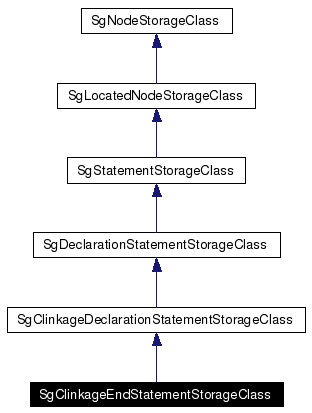 SgNodeStorageClass
SgLocatedNodeStorageClass
SgStatementStorageClass
SgDeclarationStatementStorageClass
SgClinkageDeclarationStatementStorageClass
SgClinkageEndStatementStorageClass